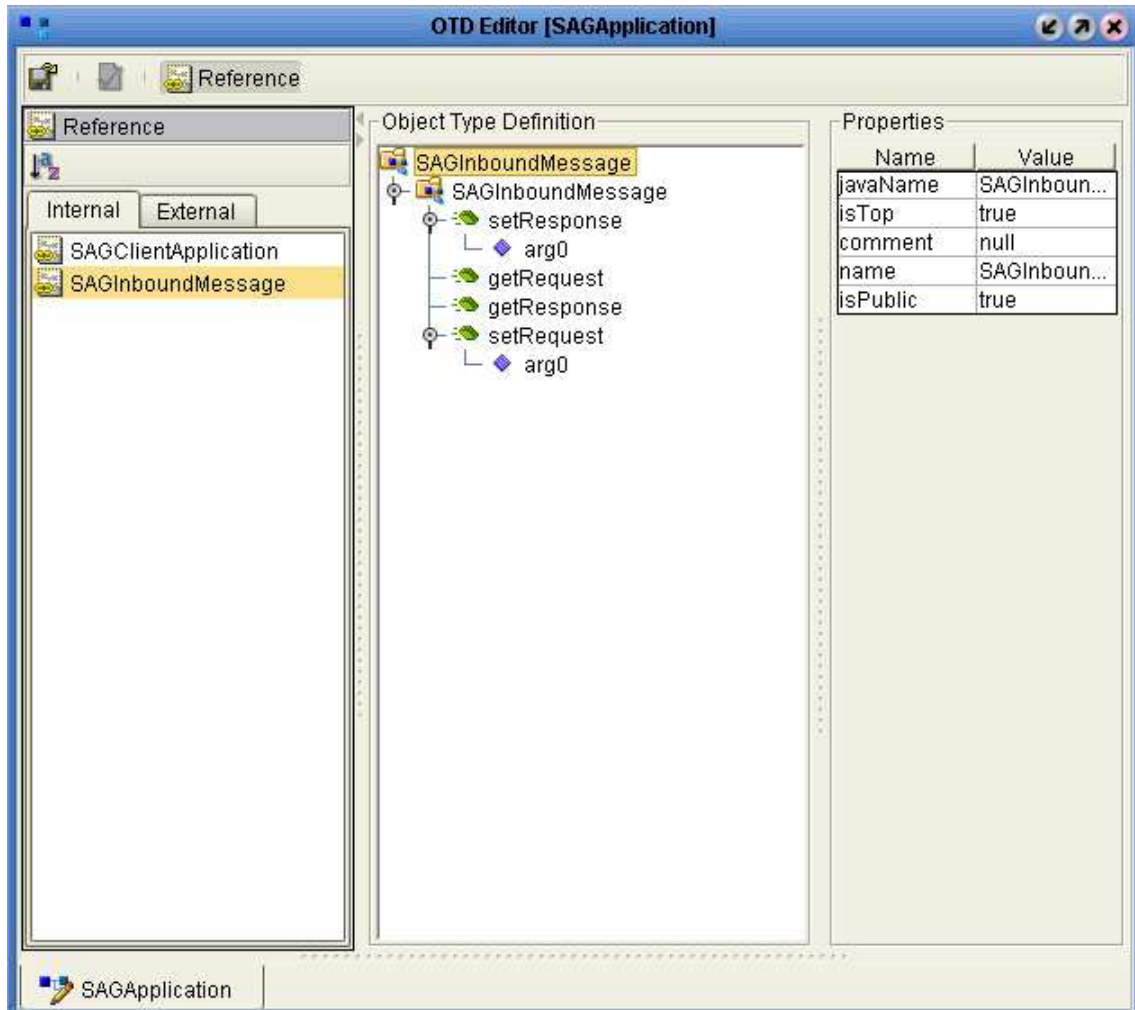 OTD Editor [SAGApplication]
Reference
Reference
Internal External
SAGClientApplication
SAGInboundMessage
Object Type Definition
SAGInboundMessage
SAGInboundMessage
setResponse
arg0
getRequest
getResponse
setRequest
arg0
Properties
Name Value
javaName SAGInboun...
isTop true
comment null
name SAGInboun...
isPublic true
SAGApplication